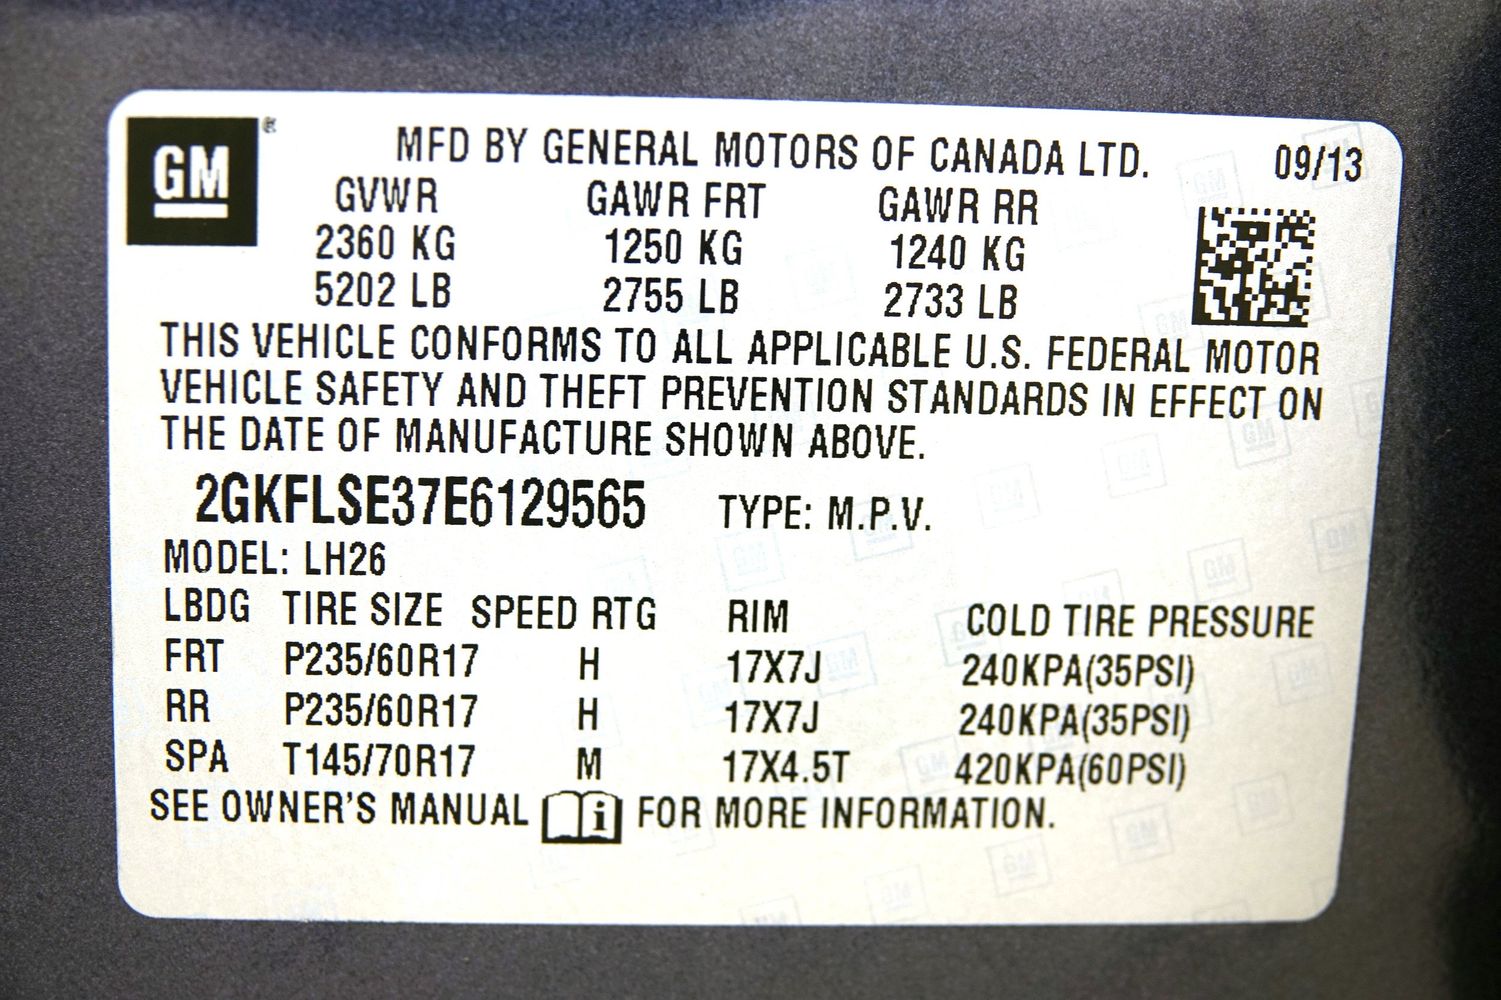 GM ®
MFD BY GENERAL MOTORS OF CANADA LTD. 09/13
GVWR GAWR FRT GAWR RR
2360 KG 1250 KG 1240 KG
5202 LB 2755 LB 2733 LB
THIS VEHICLE CONFORMS TO ALL APPLICABLE U.S. FEDERAL MOTOR
VEHICLE SAFETY AND THEFT PREVENTION STANDARDS IN EFFECT ON
THE DATE OF MANUFACTURE SHOWN ABOVE.
2GKFLSE37E6129565 TYPE: M.P.V.
MODEL: LH26
LBDG TIRE SIZE SPEED RTG RIM COLD TIRE PRESSURE
FRT P235/60R17 H 17X7J 240KPA(35PSI)
RR P235/60R17 H 17X7J 240KPA(35PSI)
SPA T145/70R17 M 17X4.5T 420KPA(60PSI)
SEE OWNER'S MANUAL i FOR MORE INFORMATION.